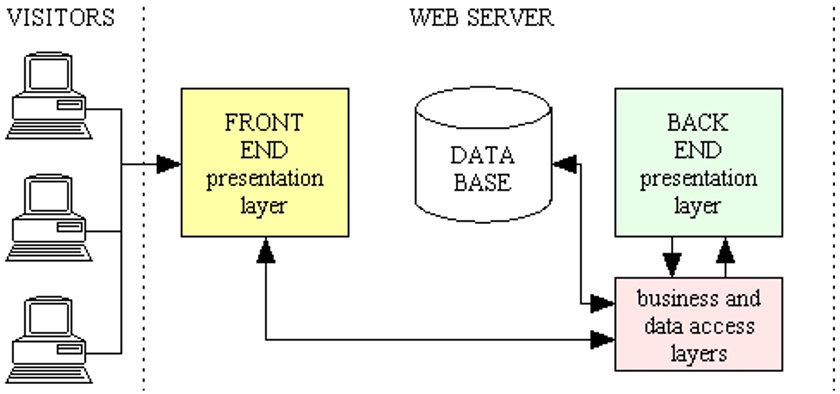 VISITORS
WEB SERVER
FRONT
END
presentation
layer
DATA
BASE
BACK
END
presentation
layer
business and
data access
layers